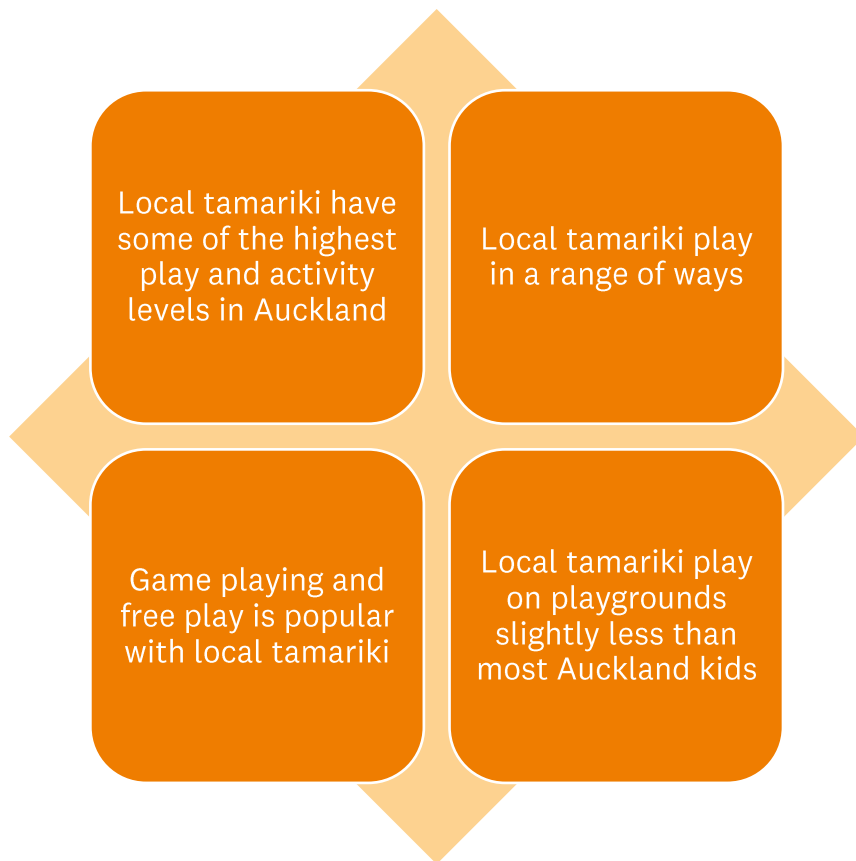 Local tamariki have
some of the highest
play and activity
levels in Auckland
Local tamariki play
in a range of ways
Game playing and
free play is popular
with local tamariki
Local tamariki play
on playgrounds
slightly less than
most Auckland kids